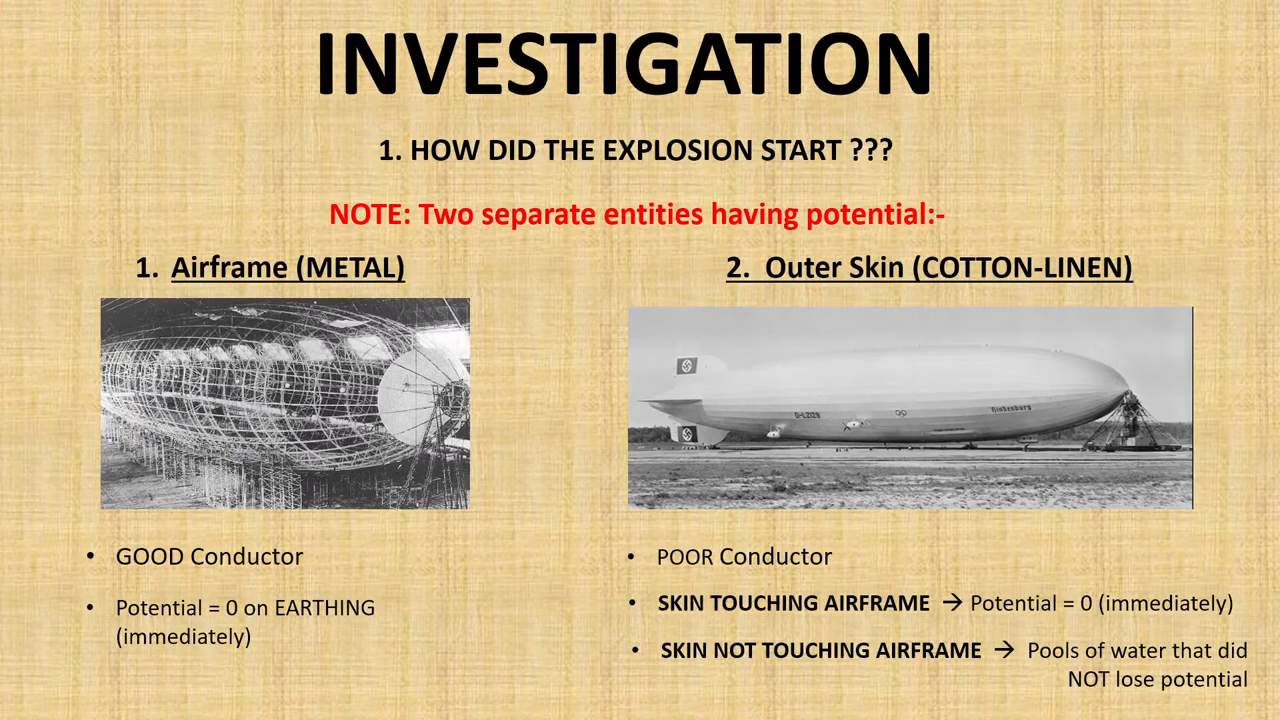 INVESTIGATION
1. HOW DID THE EXPLOSION START ???
NOTE: Two separate entities having potential:-
1. Airframe (METAL)
2. Outer Skin (COTTON-LINEN)
D-LZ129
Hindenburg
• GOOD Conductor
• Potential = 0 on EARTHING
(immediately)
• POOR Conductor
• SKIN TOUCHING AIRFRAME → Potential = 0 (immediately)
• SKIN NOT TOUCHING AIRFRAME → Pools of water that did
NOT lose potential